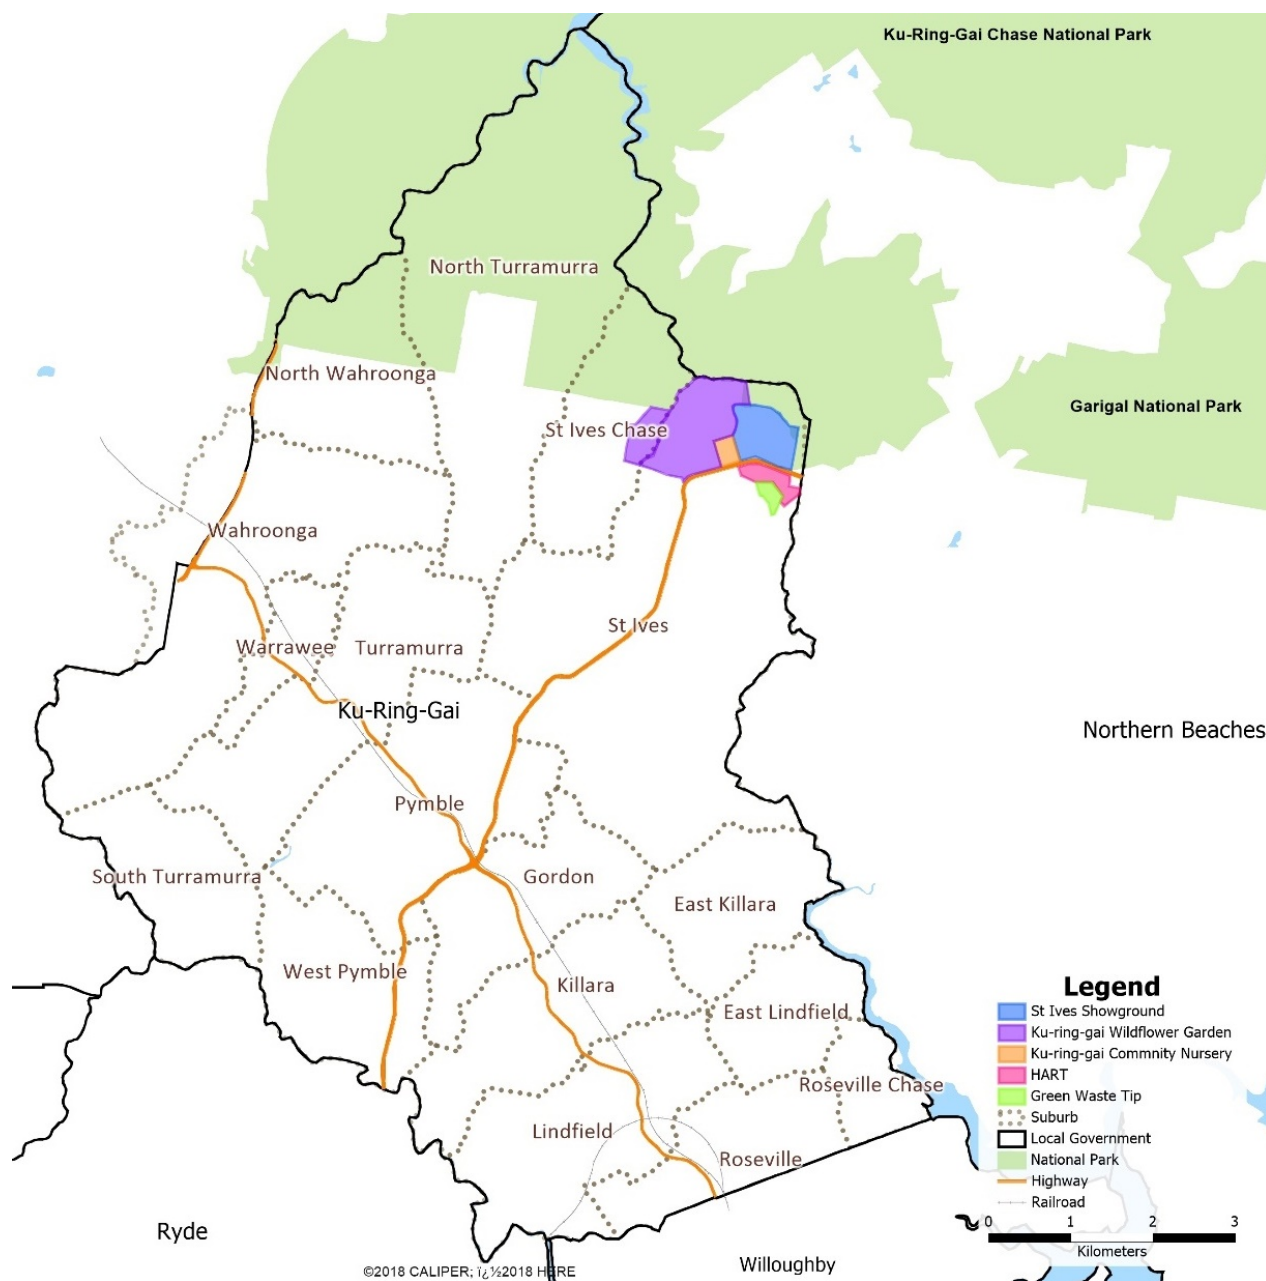 Ku-Ring-Gai Chase National Park
North Turramurra
North Wahroonga
Garigal National Park
St Ives Chase
Wahroonga
St Ives
Warrawee
Turramurra
Ku-Ring-Gai
Northern Beaches
Pymble
South Turramurra
Gordon
East Killara
West Pymble
Killara
East Lindfield
Roseville Chase
Lindfield
Roseville
Ryde
Willoughby
Legend
St Ives Showground
Ku-ring-gai Wildflower Garden
Ku-ring-gai Commnity Nursery
HART
Green Waste Tip
Suburb
Local Government
National Park
Highway
Railroad
0 1 2 3
Kilometers
©2018 CALIPER; ï¿½2018 HERE